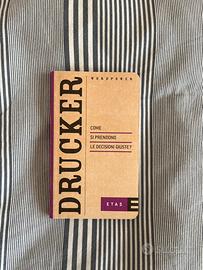 DRUCKER
COME
SI PRENDONO
LE DECISIONI GIUSTE?
ETAS